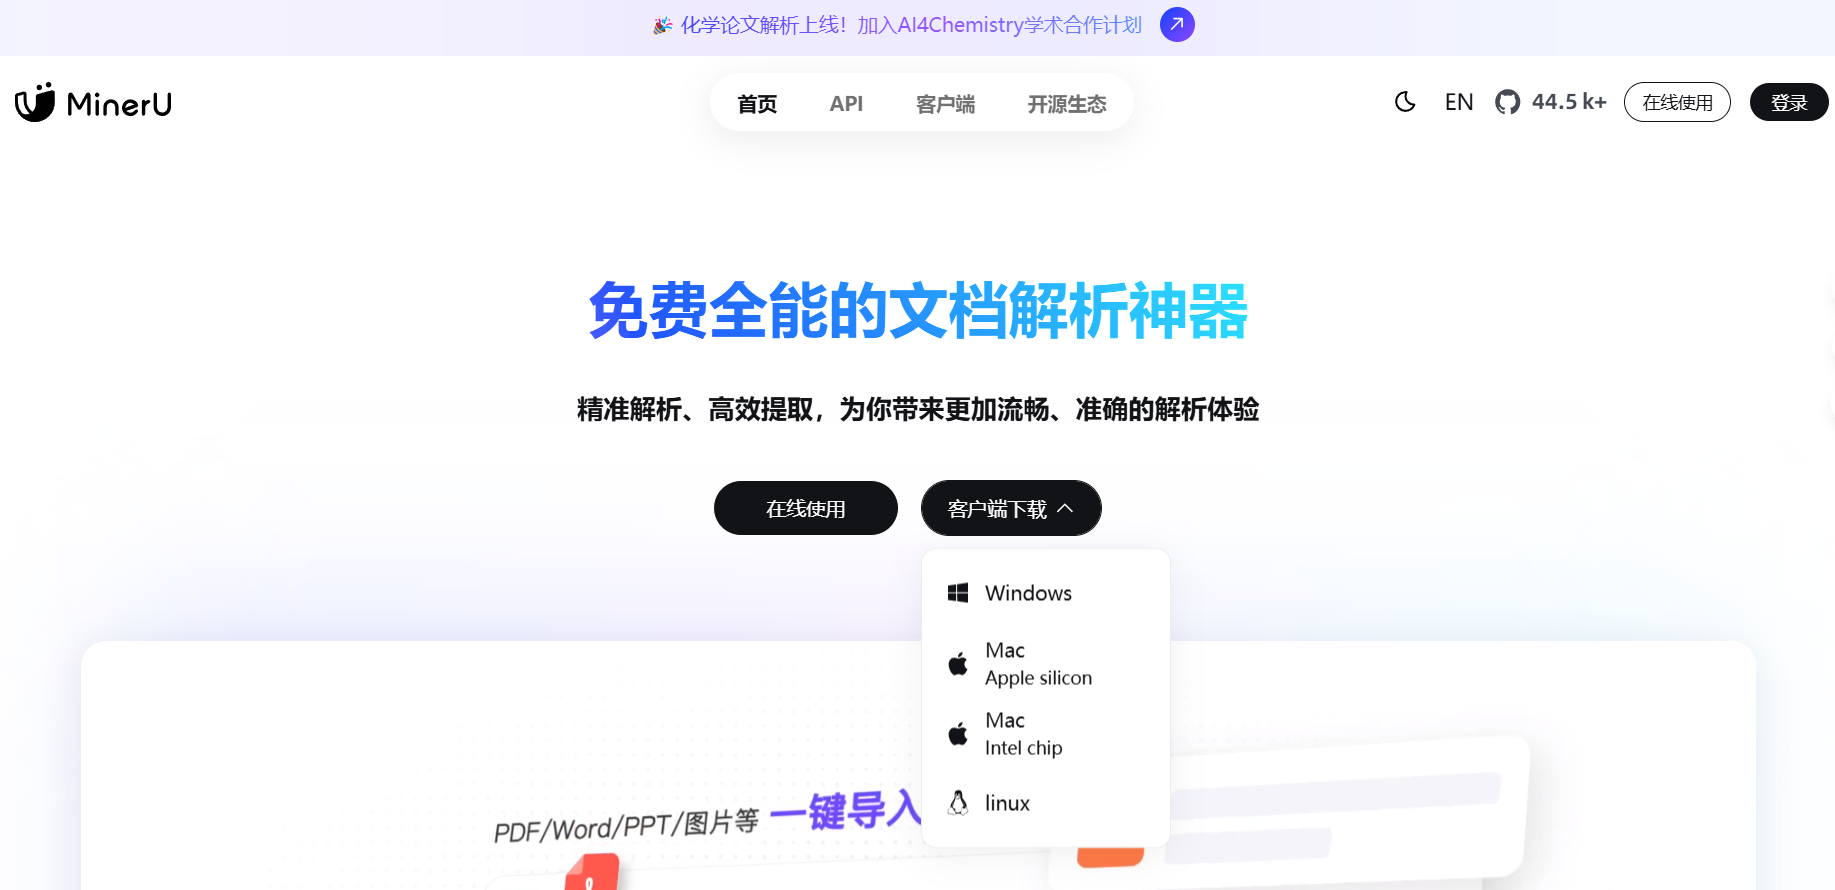 🎉 化学论文解析上线！加入AI4Chemistry学术合作计划
MinerU
首页 API 客户端 开源生态
EN 44.5 k+ 在线使用 登录
免费全能的文档解析神器
精准解析、高效提取，为你带来更加流畅、准确的解析体验
在线使用 客户端下载
Windows
Mac
Apple silicon
Mac
Intel chip
linux
PDF/Word/PPT/图片等 一键导入